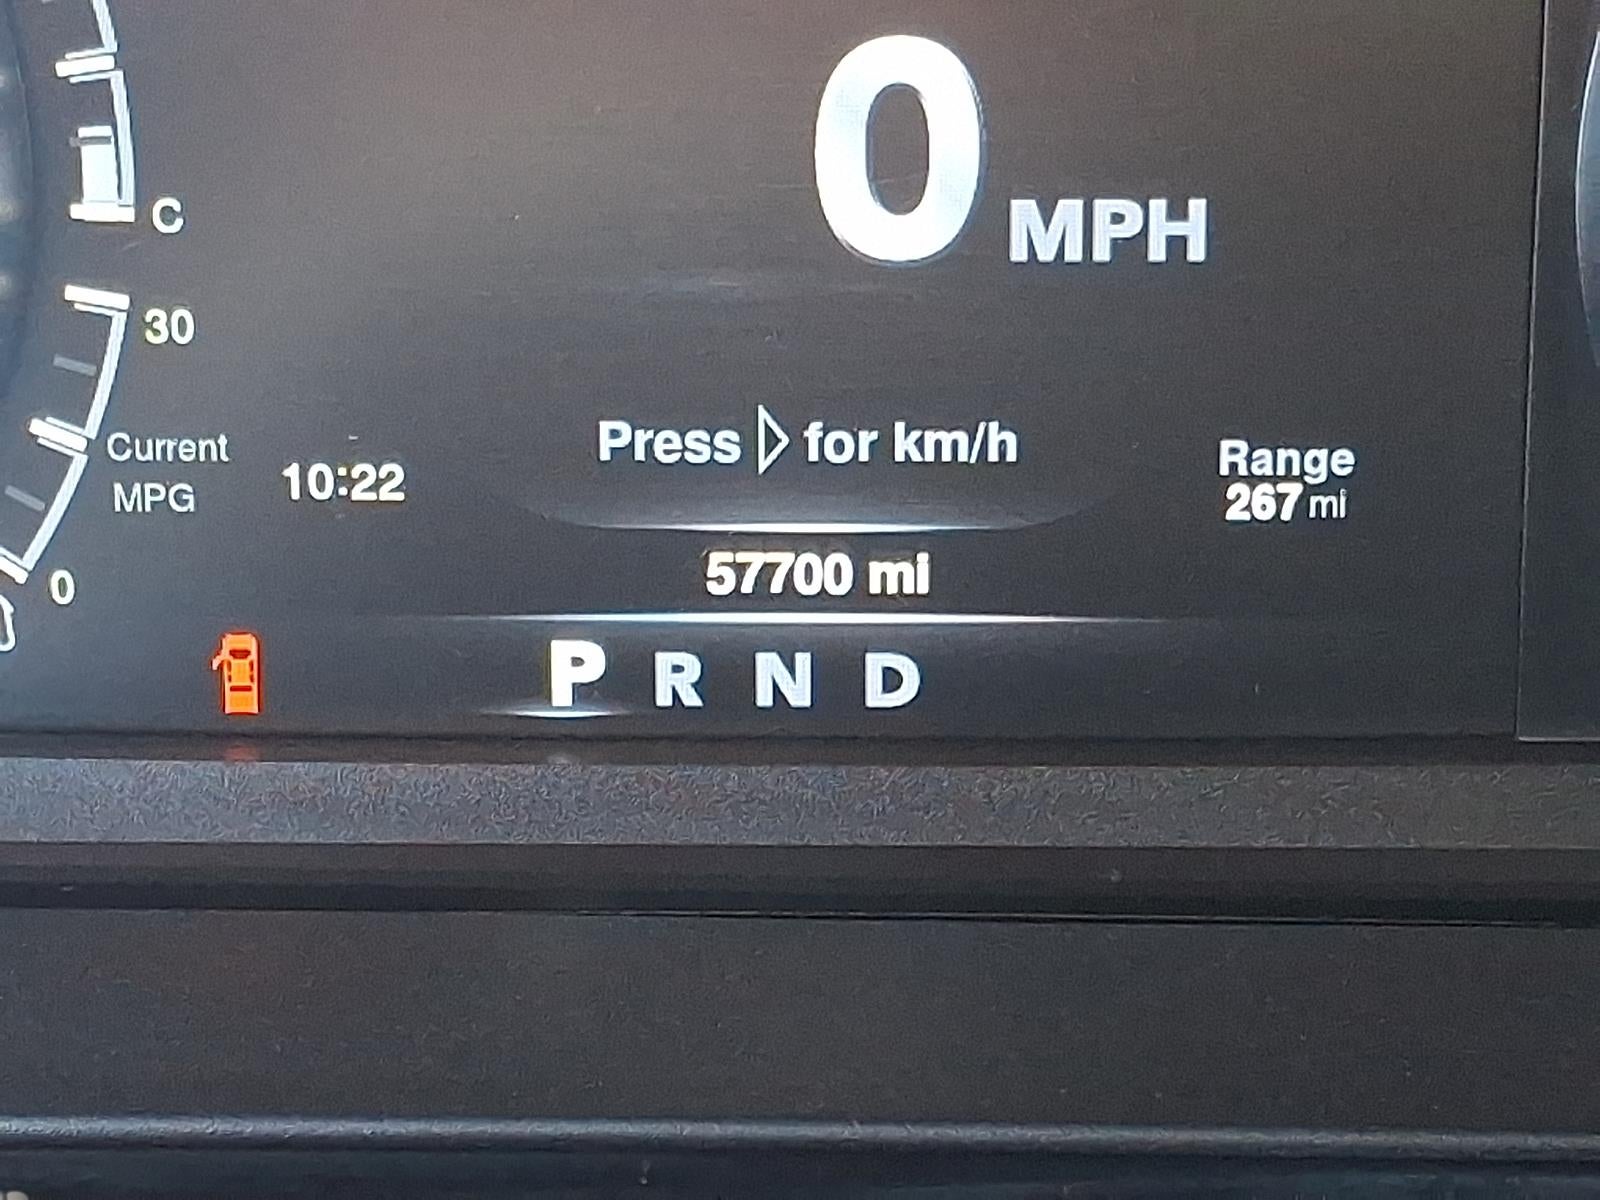 0 MPH
C
30
Current
MPG
0
10:22
Press ▷ for km/h
Range
267 mi
57700 mi
P R N D